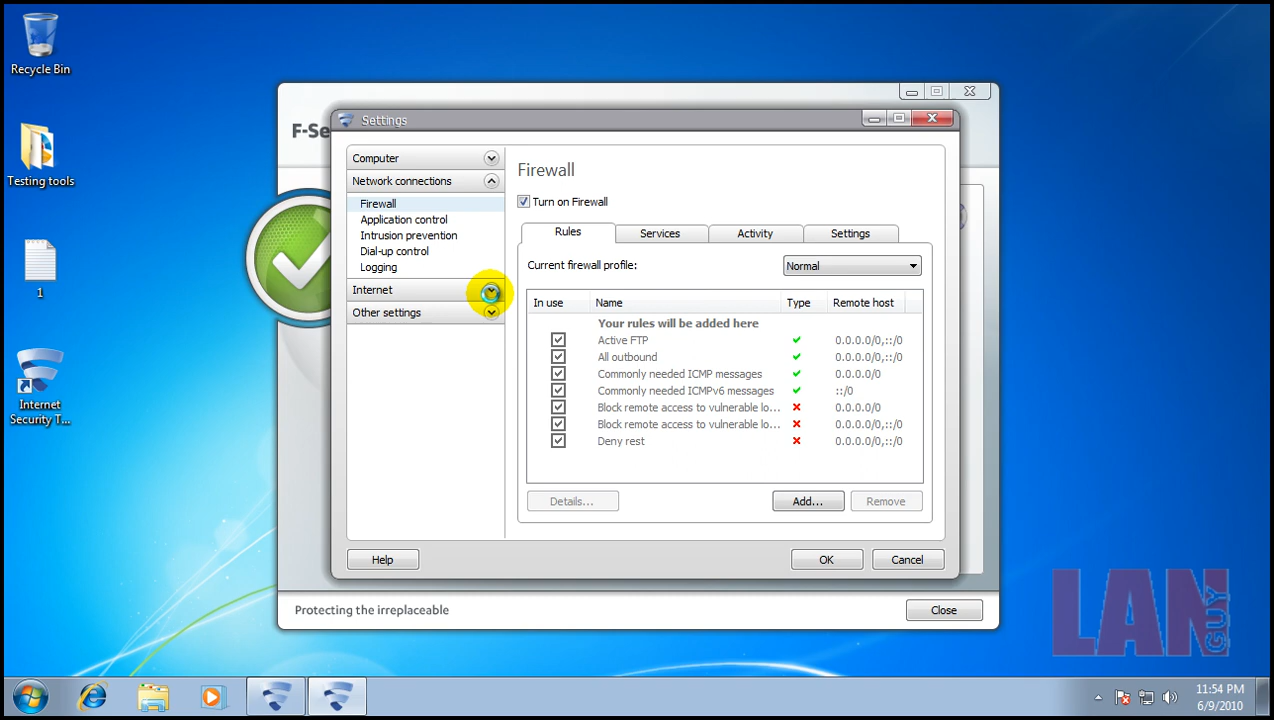 Recycle Bin
Testing tools
1
Internet
Security T...
F-Se
Settings
Computer
Network connections
Firewall
Application control
Intrusion prevention
Dial-up control
Logging
Internet
Other settings
Firewall
Turn on Firewall
Rules Services Activity Settings
Current firewall profile: Normal
In use Name Type Remote host
Your rules will be added here
Active FTP 0.0.0.0/0,::/0
All outbound 0.0.0.0/0,::/0
Commonly needed ICMP messages 0.0.0.0/0
Commonly needed ICMPv6 messages ::/0
Block remote access to vulnerable lo... 0.0.0.0/0
Block remote access to vulnerable lo... 0.0.0.0/0,::/0
Deny rest 0.0.0.0/0,::/0
Details... Add... Remove
Help OK Cancel
Protecting the irreplaceable Close
LAN GUY
11:54 PM
6/9/2010